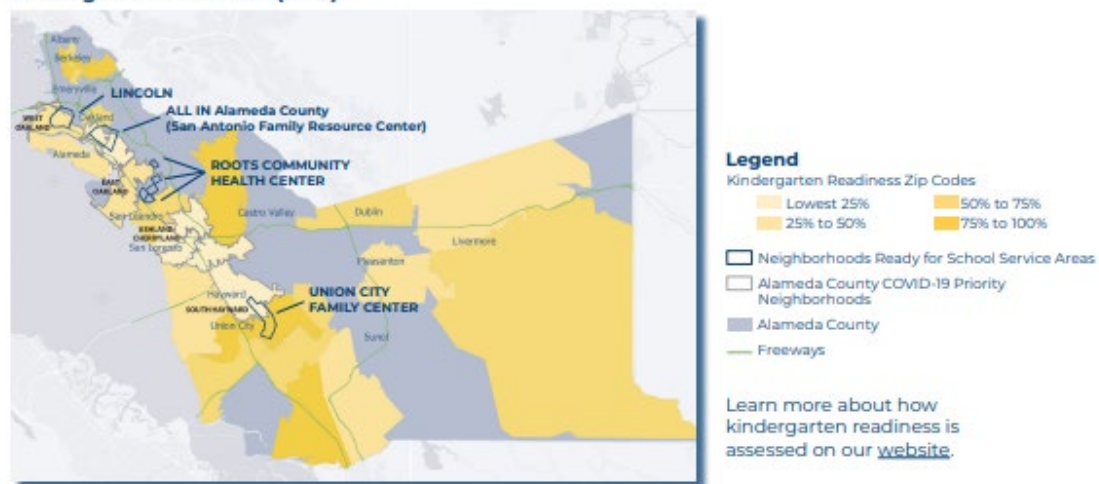 Albany
Berkeley
Emeryville
LINCOLN
Oakland
WEST
OAKLAND
ALL IN Alameda County
(San Antonio Family Resource Center)
Alameda
ROOTS COMMUNITY
HEALTH CENTER
EAST
OAKLAND
San Leandro
Castro Valley
Dublin
ASHLAND
CHERRYLAND
San Lorenzo
Livermore
Pleasanton
Hayward
UNION CITY
FAMILY CENTER
SOUTH HAYWARD
Union City
Sunol
Legend
Kindergarten Readiness Zip Codes
Lowest 25%
50% to 75%
25% to 50%
75% to 100%
Neighborhoods Ready for School Service Areas
Alameda County COVID-19 Priority
Neighborhoods
Alameda County
Freeways
Learn more about how
kindergarten readiness is
assessed on our website.